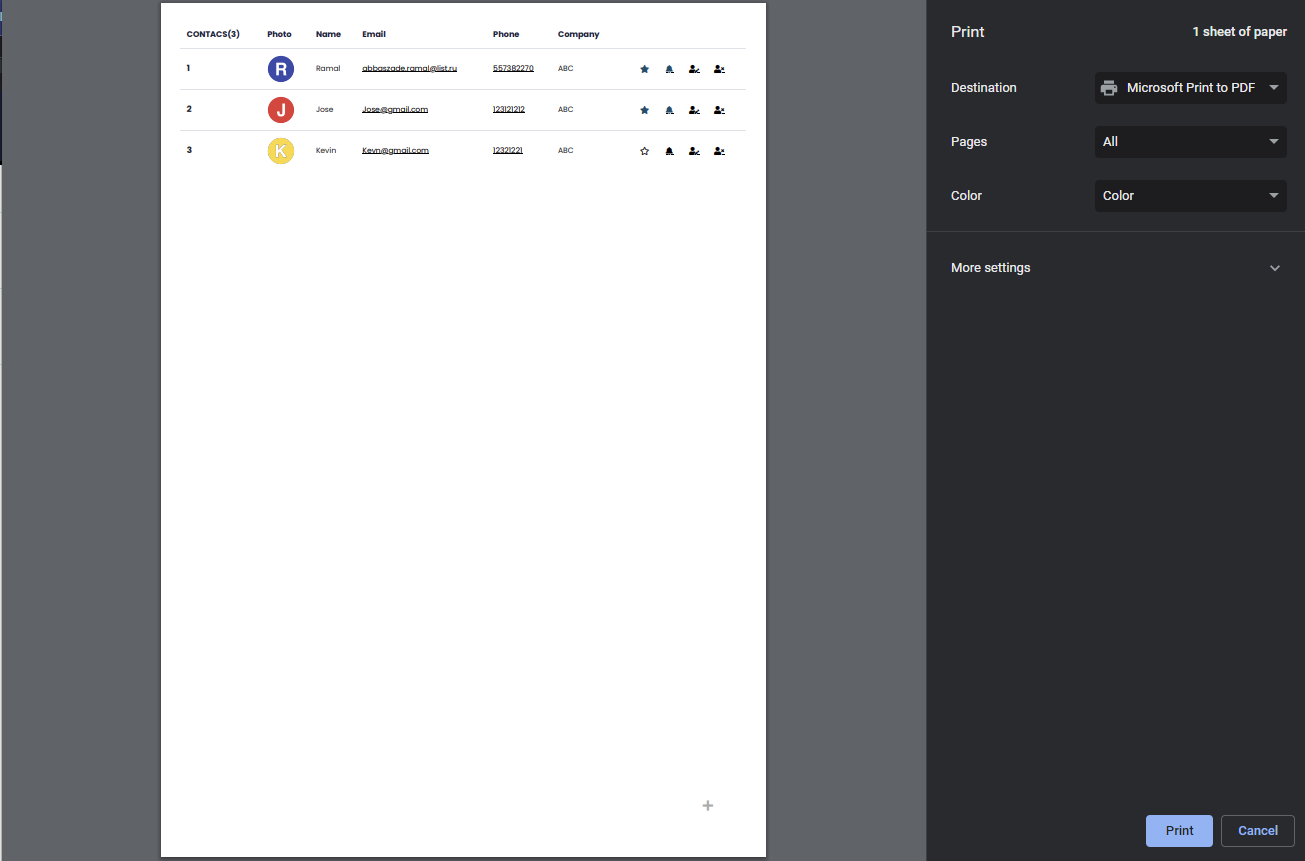 CONTACS(3) Photo Name Email Phone Company
1 R Ramal abbaszade.ramal@list.ru 557382270 ABC
2 J Jose Jose@gmail.com 123121212 ABC
3 K Kevin Kevn@gmail.com 12321221 ABC
+
Print 1 sheet of paper
Destination Microsoft Print to PDF
Pages All
Color Color
More settings
Print Cancel